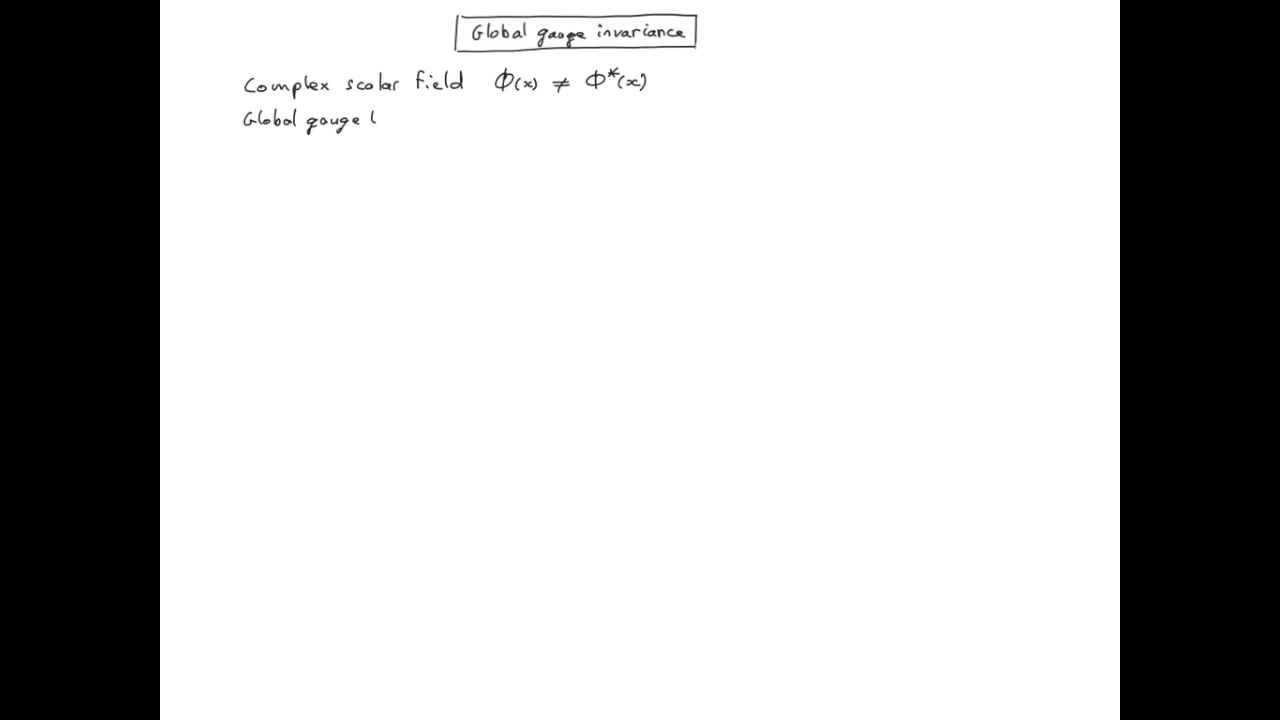 Global gauge invariance
Complex scalar field ϕ(x) ≠ ϕ*(x)
Global gauge